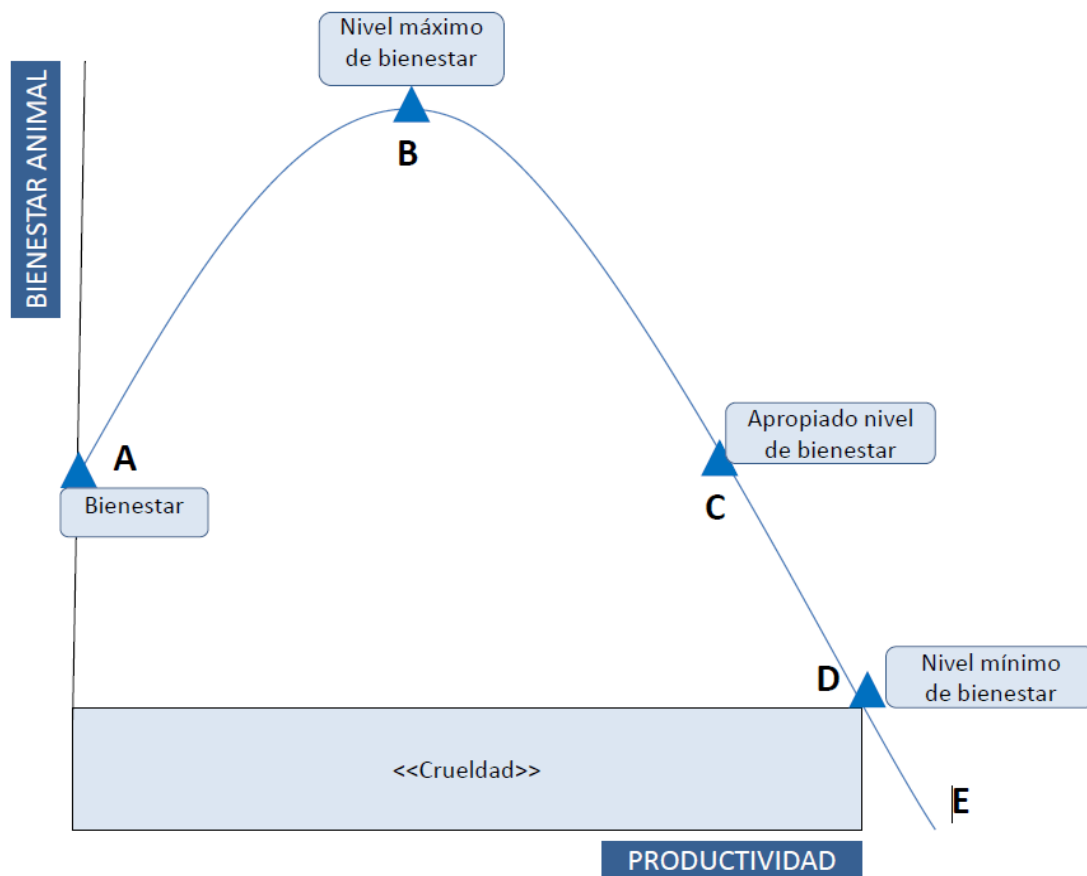 Nivel máximo
de bienestar
BIENESTAR ANIMAL
B
Apropiado nivel
de bienestar
A
Bienestar
C
Nivel mínimo
de bienestar
D
<<Crueldad>>
E
PRODUCTIVIDAD